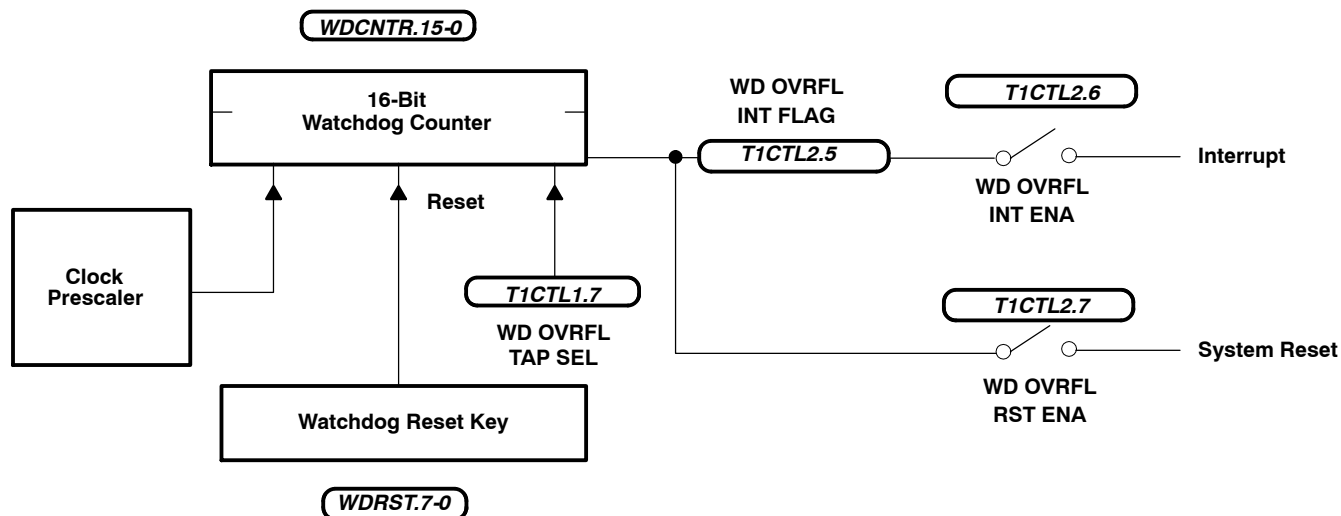 WDCNTR.15-0
16-Bit
Watchdog Counter
WD OVRFL
INT FLAG
T1CTL2.5
T1CTL2.6
WD OVRFL
INT ENA
Interrupt
Reset
Clock
Prescaler
T1CTL1.7
WD OVRFL
TAP SEL
T1CTL2.7
WD OVRFL
RST ENA
System Reset
Watchdog Reset Key
WDRST.7-0